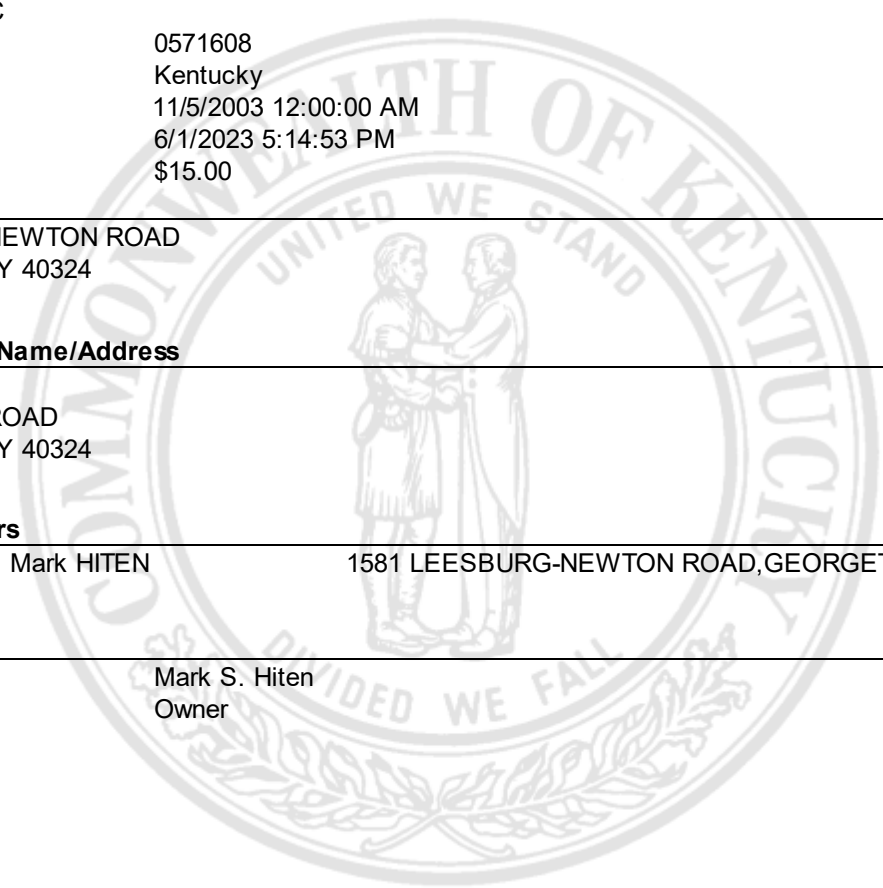 C
0571608
Kentucky
11/5/2003 12:00:00 AM
6/1/2023 5:14:53 PM
$15.00
NEWTON ROAD
Y 40324
Name/Address
ROAD
Y 40324
rs
Mark HITEN 1581 LEESBURG-NEWTON ROAD,GEORGET
Mark S. Hiten
Owner
COMMONWEALTH OF KENTUCKY
UNITED WE STAND
DIVIDED WE FALL